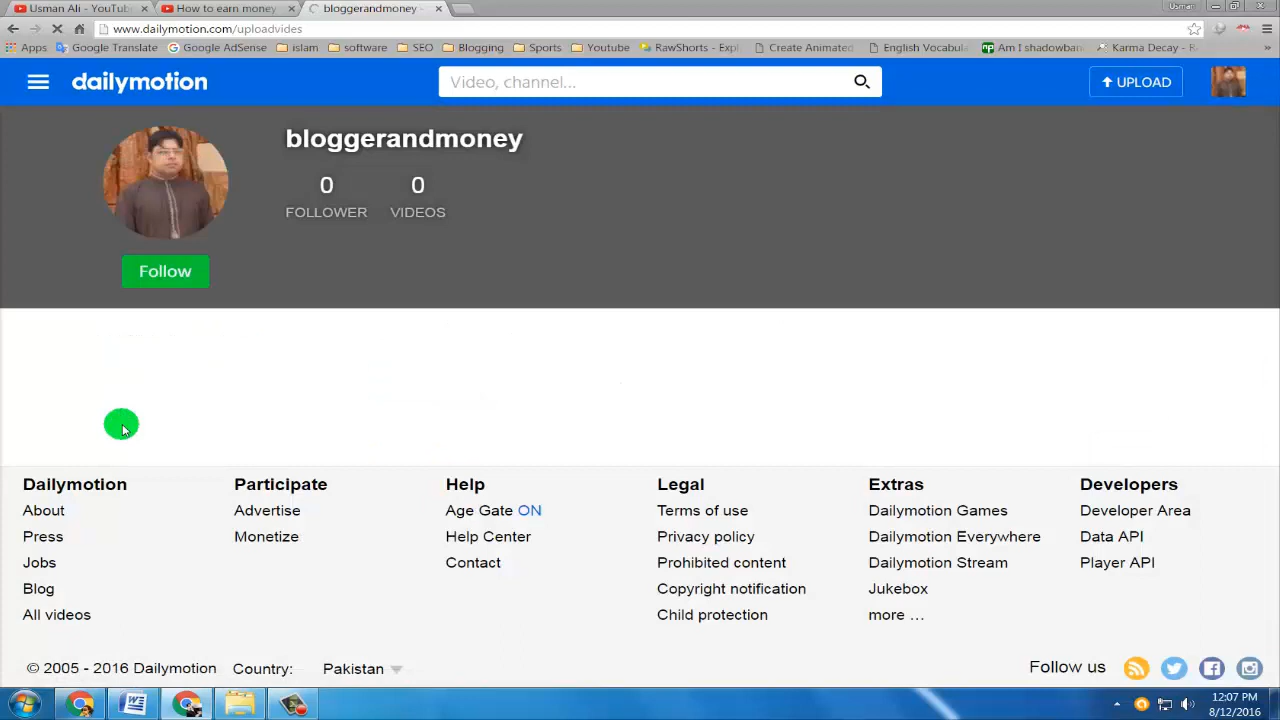 Usman Ali - YouTub
How to earn money
bloggerandmoney -
Usman
www.dailymotion.com/uploadvides
Apps
Google Translate
Google AdSense
islam
software
SEO
Blogging
Sports
Youtube
RawShorts - Expl
Create Animated
English Vocabula
Am I shadowban
Karma Decay - R
dailymotion
Video, channel...
UPLOAD
bloggerandmoney
0 0
FOLLOWER VIDEOS
Follow
Dailymotion
About
Press
Jobs
Blog
All videos
Participate
Advertise
Monetize
Help
Age Gate ON
Help Center
Contact
Legal
Terms of use
Privacy policy
Prohibited content
Copyright notification
Child protection
Extras
Dailymotion Games
Dailymotion Everywhere
Dailymotion Stream
Jukebox
more ...
Developers
Developer Area
Data API
Player API
© 2005 - 2016 Dailymotion Country: Pakistan
Follow us
12:07 PM
8/12/2016